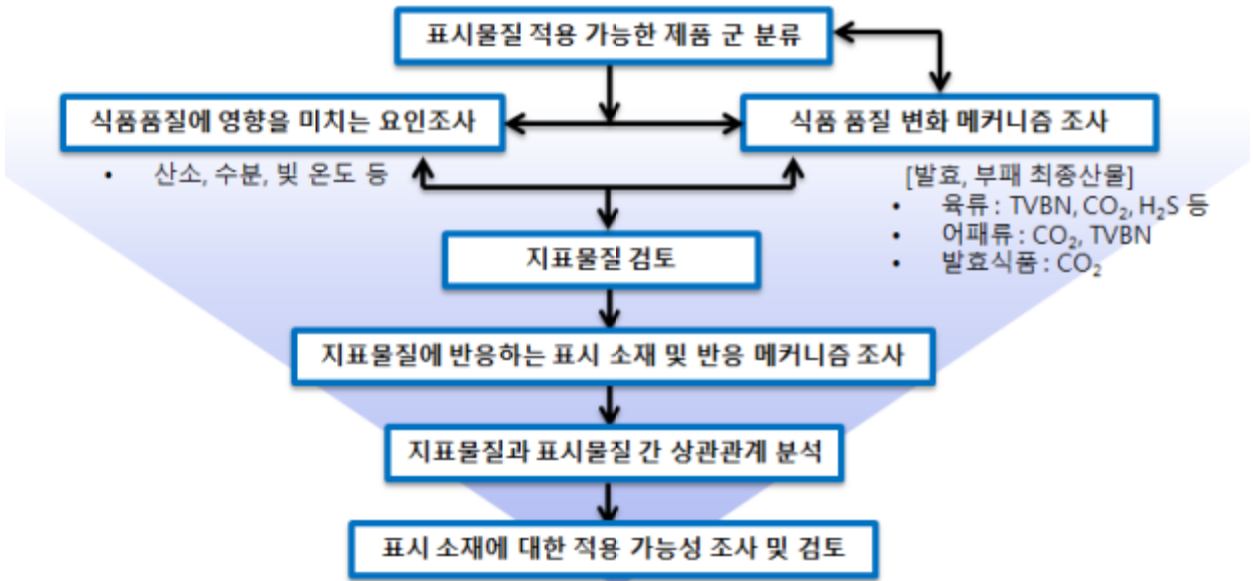 표시물질 적용 가능한 제품 군 분류
식품품질에 영향을 미치는 요인조사
식품 품질 변화 메커니즘 조사
• 산소, 수분, 빛 온도 등
[발효, 부패 최종산물]
• 육류 : TVBN, CO₂, H₂S 등
• 어패류 : CO₂, TVBN
• 발효식품 : CO₂
지표물질 검토
지표물질에 반응하는 표시 소재 및 반응 메커니즘 조사
지표물질과 표시물질 간 상관관계 분석
표시 소재에 대한 적용 가능성 조사 및 검토